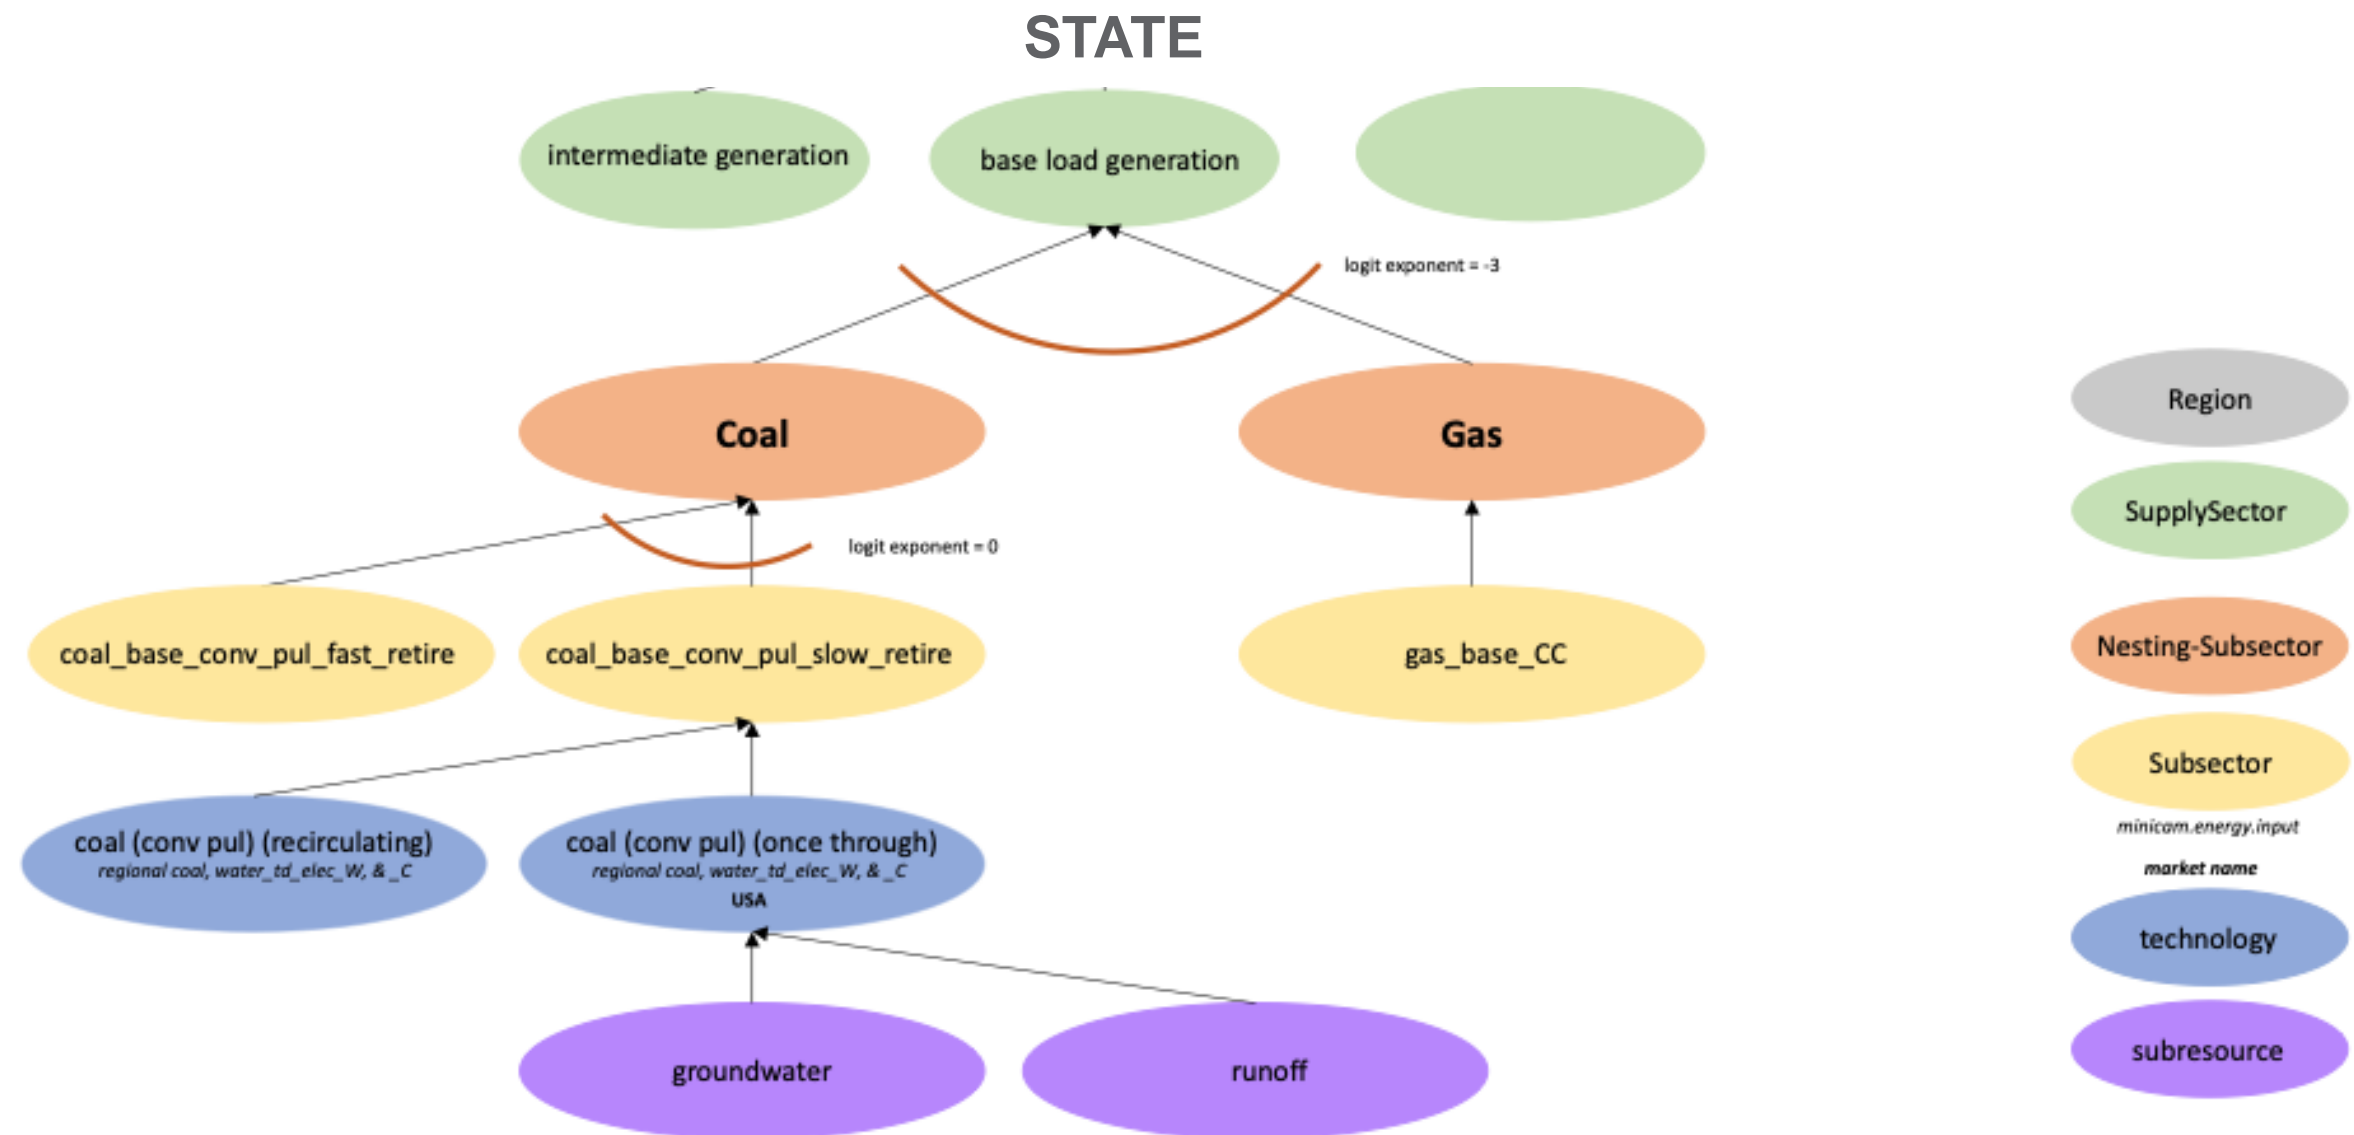 STATE
intermediate generation
base load generation
logit exponent = -3
Coal
Gas
logit exponent = 0
coal_base_conv_pul_fast_retire
coal_base_conv_pul_slow_retire
gas_base_CC
coal (conv pul) (recirculating)
regional coal, water_td_elec_W, & _C
coal (conv pul) (once through)
regional coal, water_td_elec_W, & _C
USA
groundwater
runoff
Region
SupplySector
Nesting-Subsector
Subsector
minicam.energy.input
market name
technology
subresource